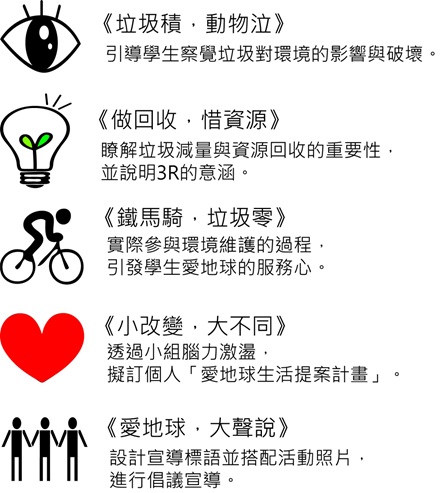 《垃圾積，動物泣》
引導學生察覺垃圾對環境的影響與破壞。
《做回收，惜資源》
瞭解垃圾減量與資源回收的重要性，
並說明3R的意涵。
《鐵馬騎，垃圾零》
實際參與環境維護的過程，
引發學生愛地球的服務心。
《小改變，大不同》
透過小組腦力激盪，
擬訂個人「愛地球生活提案計畫」。
《愛地球，大聲說》
設計宣導標語並搭配活動照片，
進行倡議宣導。